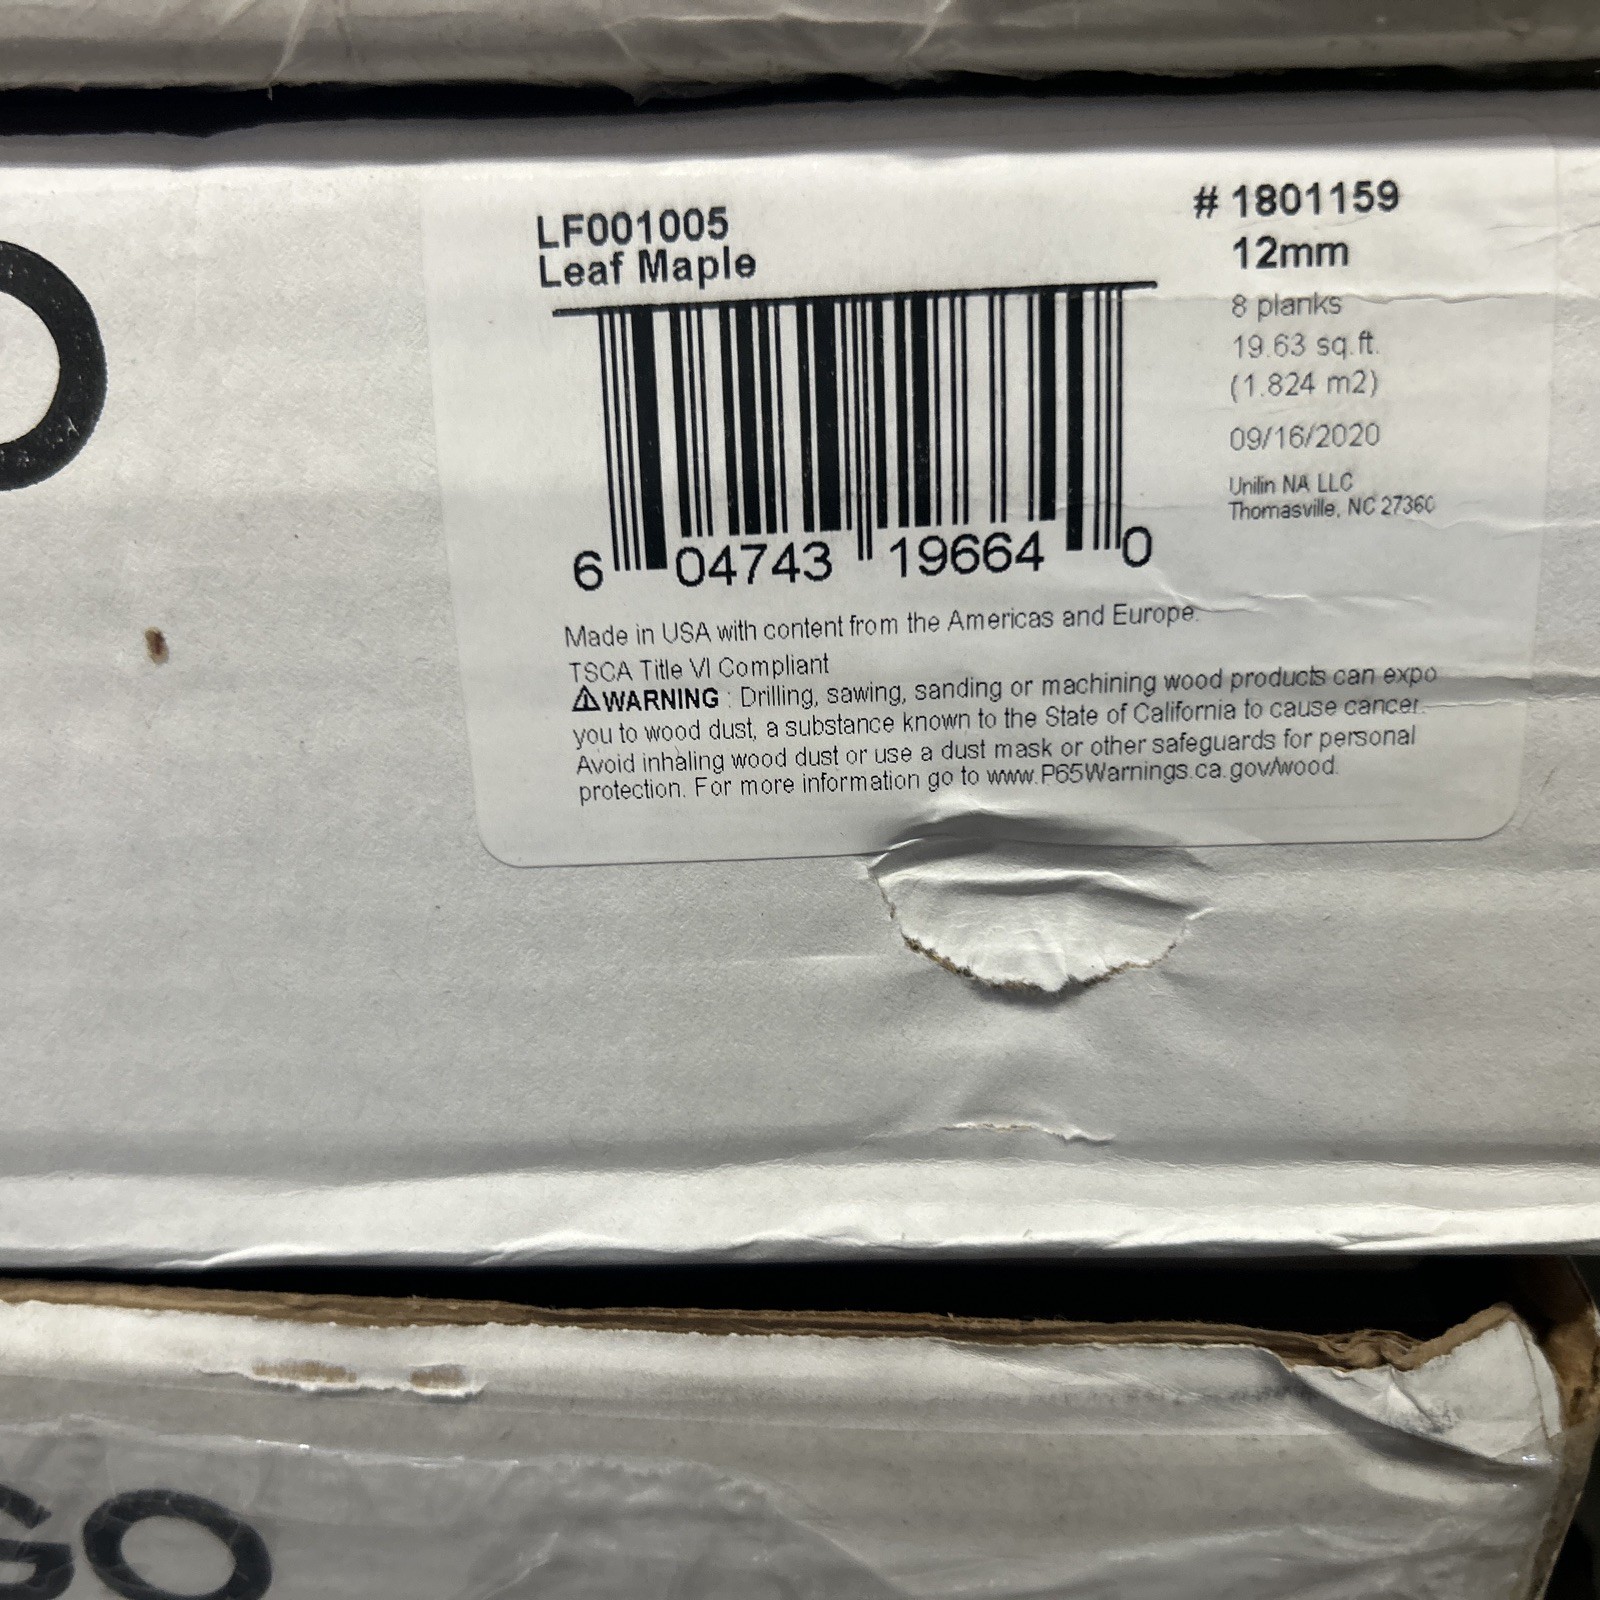 LF001005
Leaf Maple
# 1801159
12mm
8 planks
19.63 sq.ft.
(1.824 m2)
09/16/2020
Unilin NA LLC
Thomasville, NC 27360
6 04743 19664 0
Made in USA with content from the Americas and Europe.
TSCA Title VI Compliant
⚠WARNING : Drilling, sawing, sanding or machining wood products can expo
you to wood dust, a substance known to the State of California to cause cancer.
Avoid inhaling wood dust or use a dust mask or other safeguards for personal
protection. For more information go to www.P65Warnings.ca.gov/wood.
O
GO